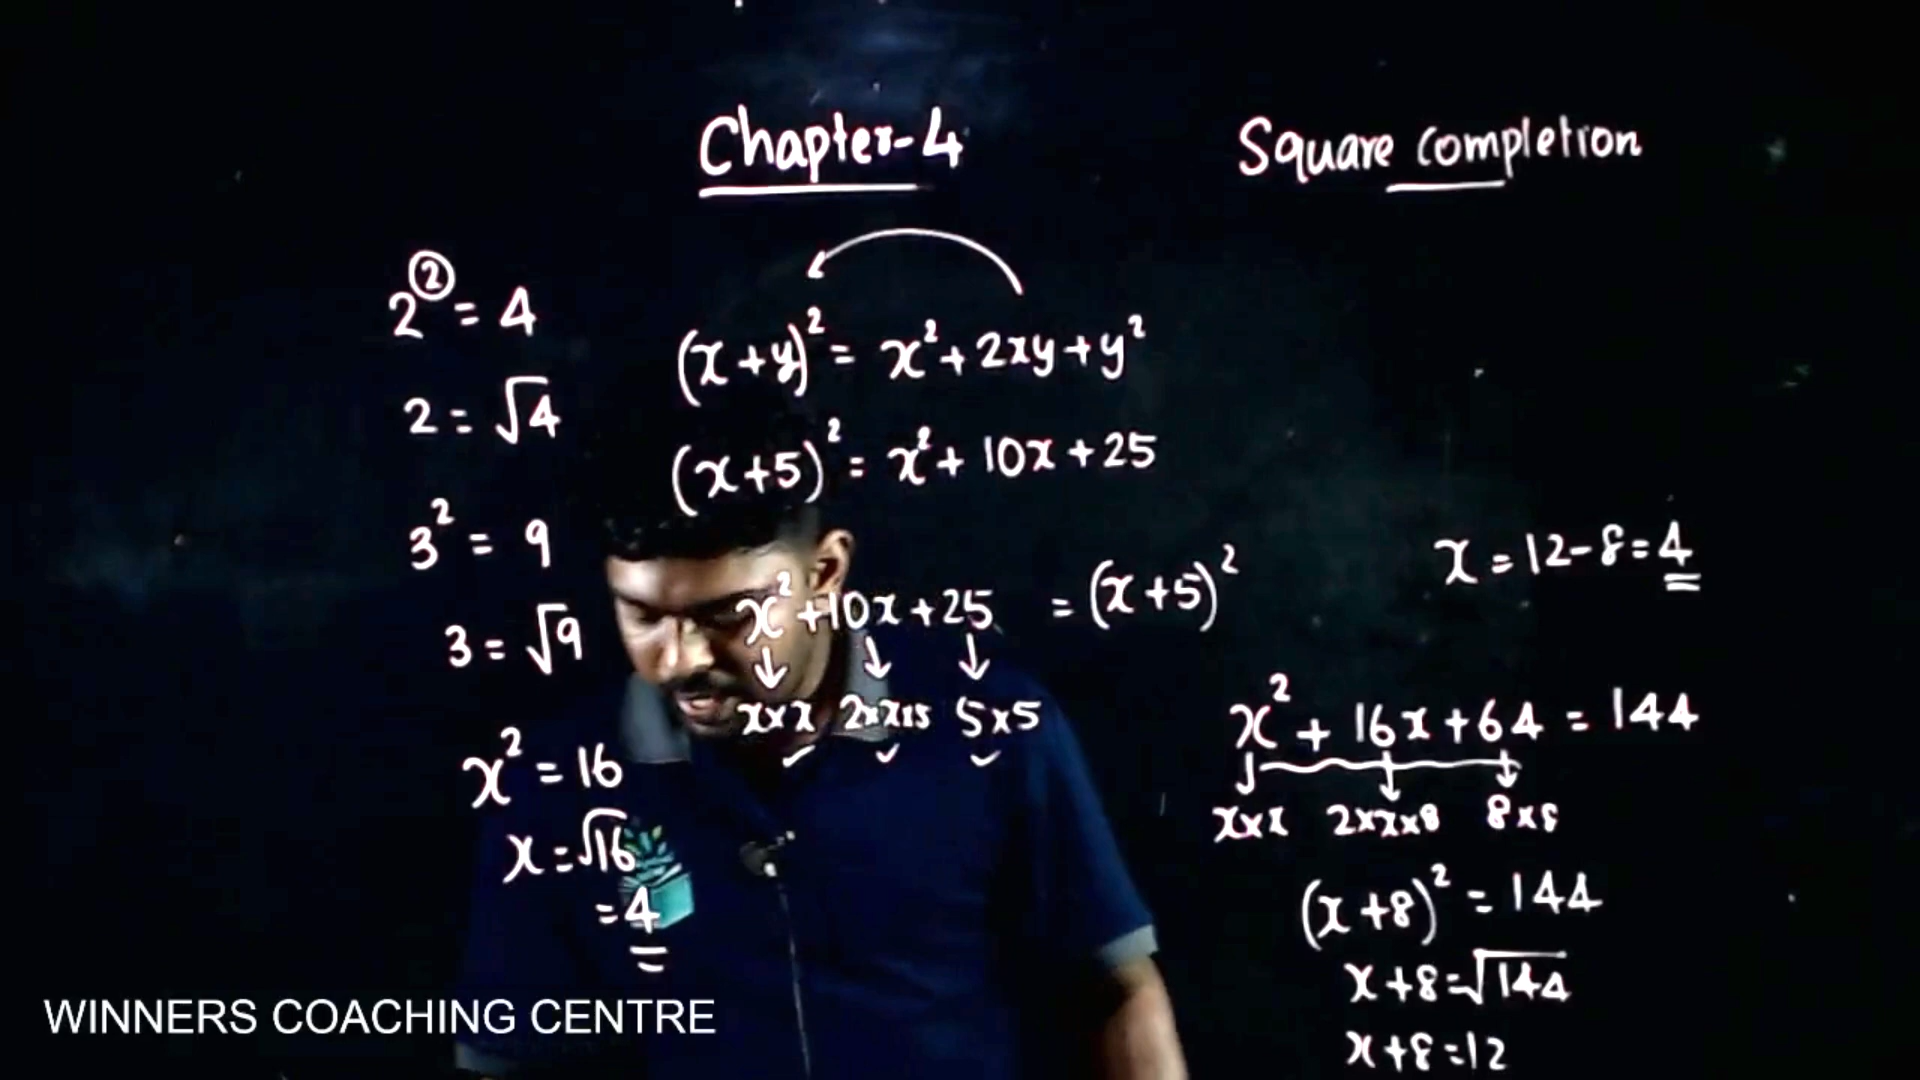 Chapter-4
Square completion
2² = 4
2 = √4
3² = 9
3 = √9
x² = 16
x = √16
= 4
(x+y)² = x² + 2xy + y²
(x+5)² = x² + 10x + 25
x² + 10x + 25 = (x+5)²
x×x 2×x×5 5×5
x = 12-8 = 4
x² + 16x + 64 = 144
x×x 2×x×8 8×8
(x+8)² = 144
x+8 = √144
x+8 = 12
WINNERS COACHING CENTRE